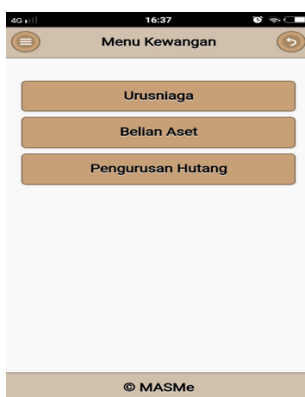 4G 16:37
Menu Kewangan
Urusniaga
Belian Aset
Pengurusan Hutang
© MASMe